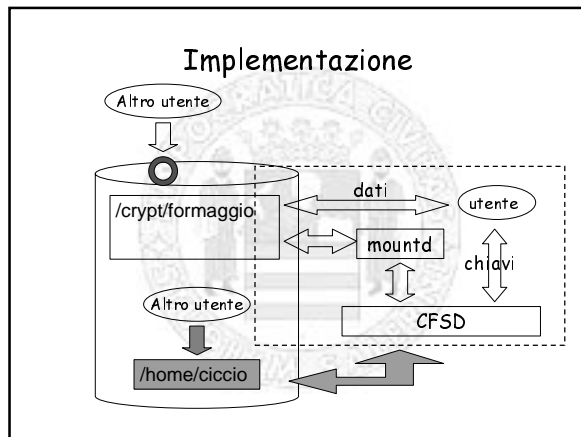 Implementazione
Altro utente
dati
/crypt/formaggio
utente
mountd
chiavi
Altro utente
CFSD
/home/ciccio